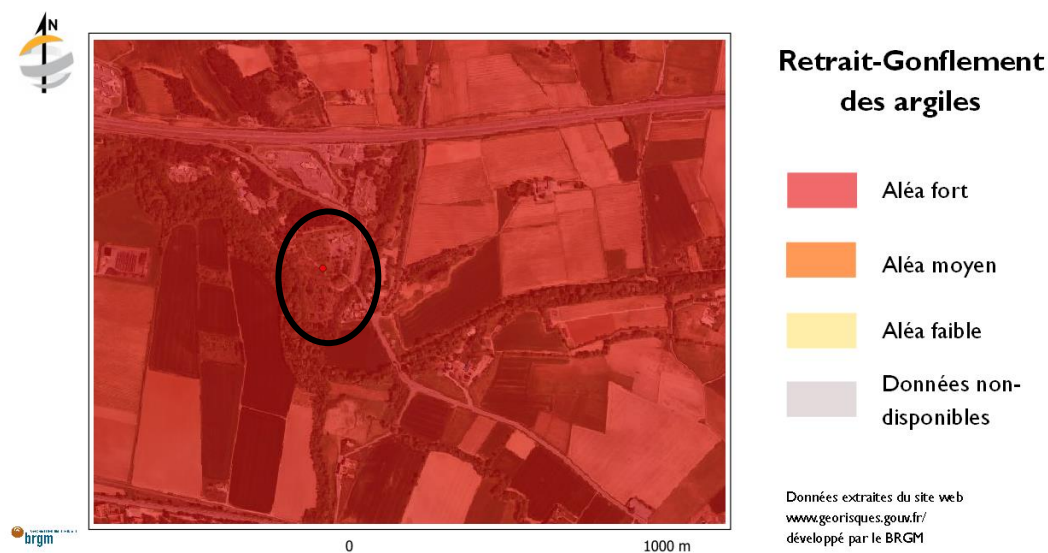 N
Retrait-Gonflement
des argiles
Aléa fort
Aléa moyen
Aléa faible
Données non-
disponibles
Données extraites du site web
www.georisques.gouv.fr/
développé par le BRGM
brgm
0 1000 m